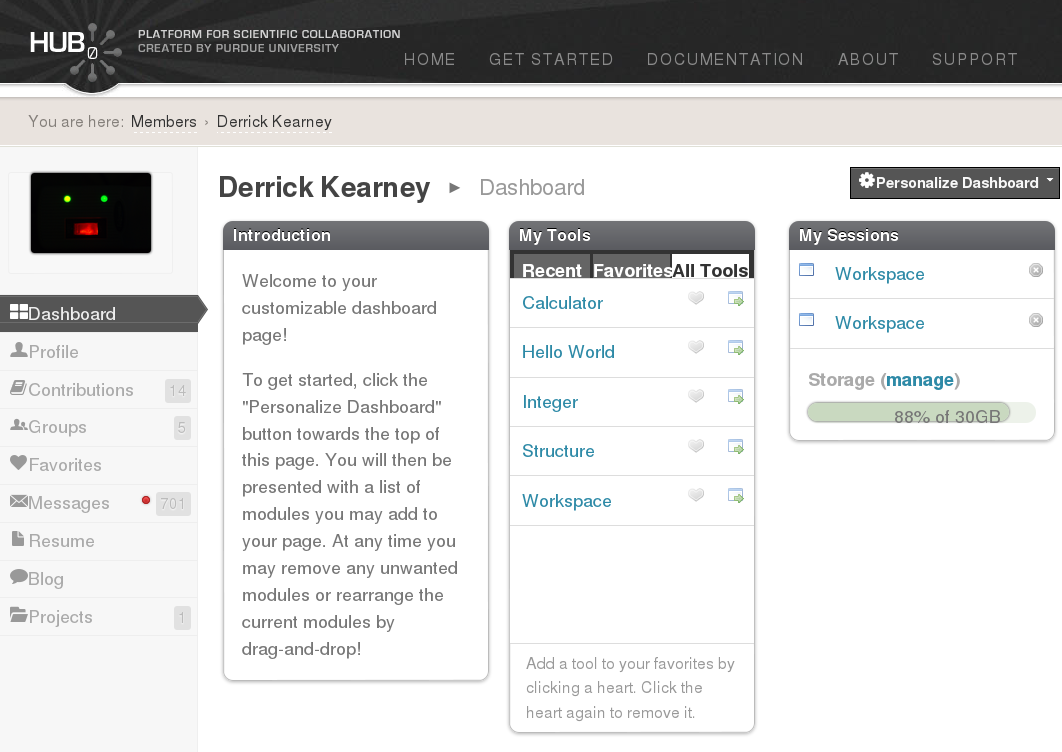 HUB
0
PLATFORM FOR SCIENTIFIC COLLABORATION
CREATED BY PURDUE UNIVERSITY
HOME GET STARTED DOCUMENTATION ABOUT SUPPORT
You are here: Members › Derrick Kearney
Derrick Kearney ► Dashboard
Personalize Dashboard
Dashboard
Profile
Contributions 14
Groups 5
Favorites
Messages 701
Resume
Blog
Projects 1
Introduction
Welcome to your
customizable dashboard
page!
To get started, click the
"Personalize Dashboard"
button towards the top of
this page. You will then be
presented with a list of
modules you may add to
your page. At any time you
may remove any unwanted
modules or rearrange the
current modules by
drag-and-drop!
My Tools
Recent Favorites All Tools
Calculator
Hello World
Integer
Structure
Workspace
Add a tool to your favorites by
clicking a heart. Click the
heart again to remove it.
My Sessions
Workspace
Workspace
Storage (manage)
88% of 30GB